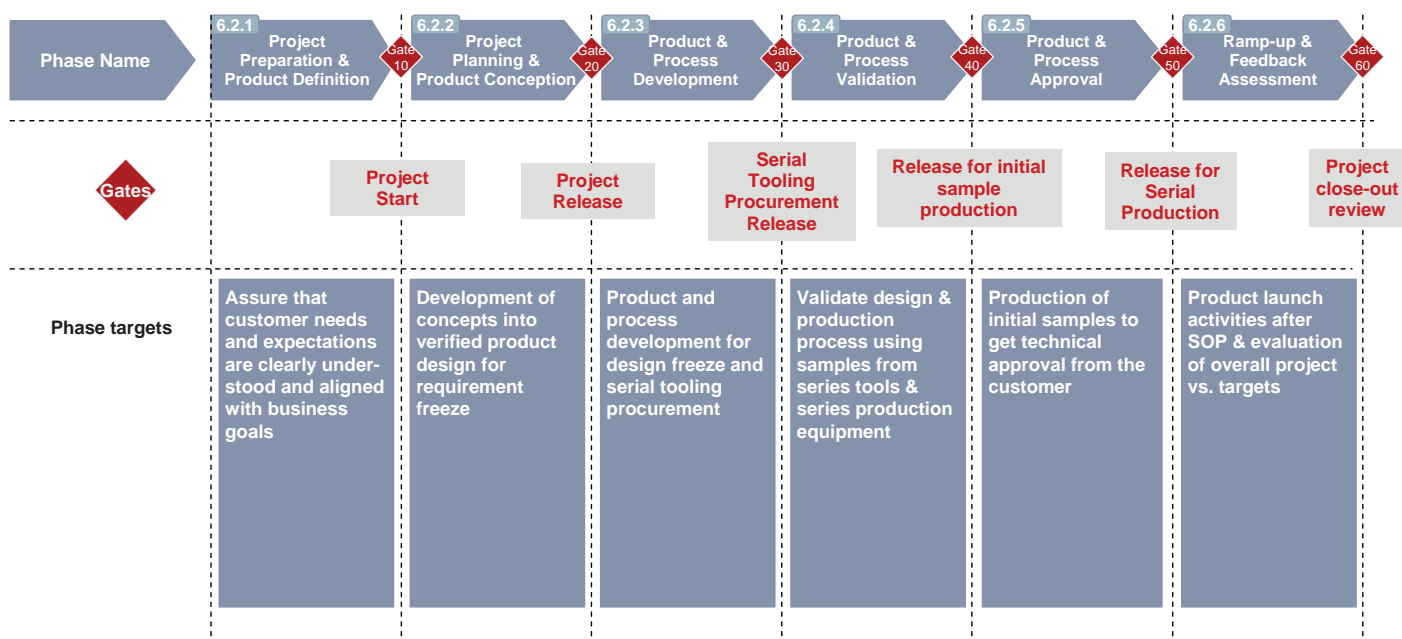 Phase Name
6.2.1
Project
Preparation &
Product Definition
Gate
10
6.2.2
Project
Planning &
Product Conception
Gate
20
6.2.3
Product &
Process
Development
Gate
30
6.2.4
Product &
Process
Validation
Gate
40
6.2.5
Product &
Process
Approval
Gate
50
6.2.6
Ramp-up &
Feedback
Assessment
Gate
60
Gates
Project
Start
Project
Release
Serial
Tooling
Procurement
Release
Release for initial
sample
production
Release for
Serial
Production
Project
close-out
review
Phase targets
Assure that
customer needs
and expectations
are clearly under-
stood and aligned
with business
goals
Development of
concepts into
verified product
design for
requirement
freeze
Product and
process
development for
design freeze and
serial tooling
procurement
Validate design &
production
process using
samples from
series tools &
series production
equipment
Production of
initial samples to
get technical
approval from the
customer
Product launch
activities after
SOP & evaluation
of overall project
vs. targets